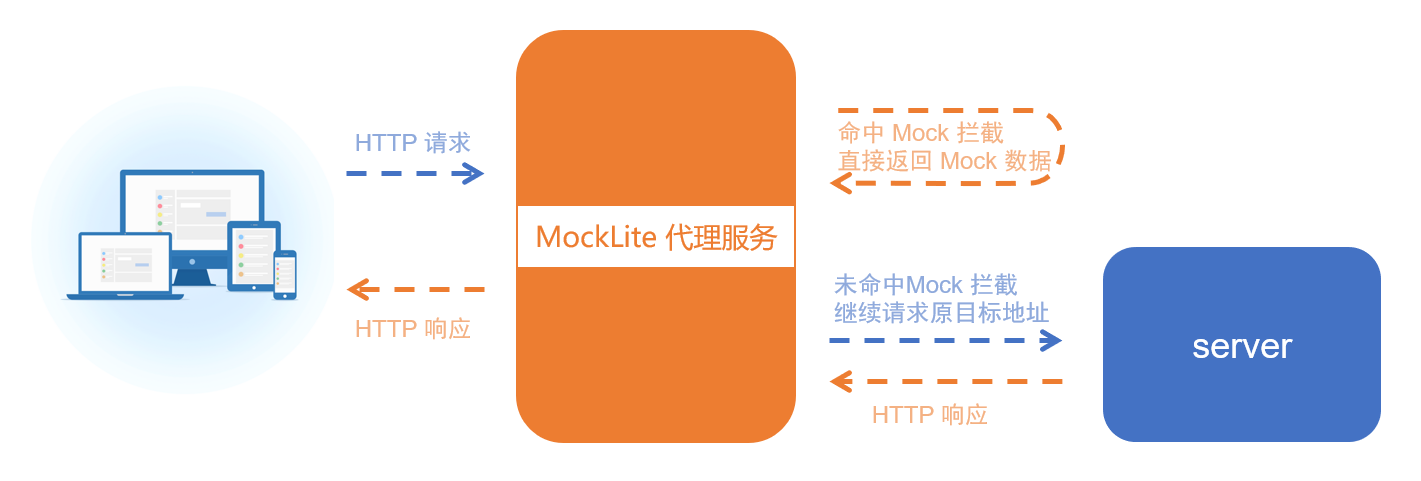 HTTP 请求
HTTP 响应
MockLite 代理服务
命中 Mock 拦截
直接返回 Mock 数据
未命中Mock 拦截
继续请求原目标地址
HTTP 响应
server